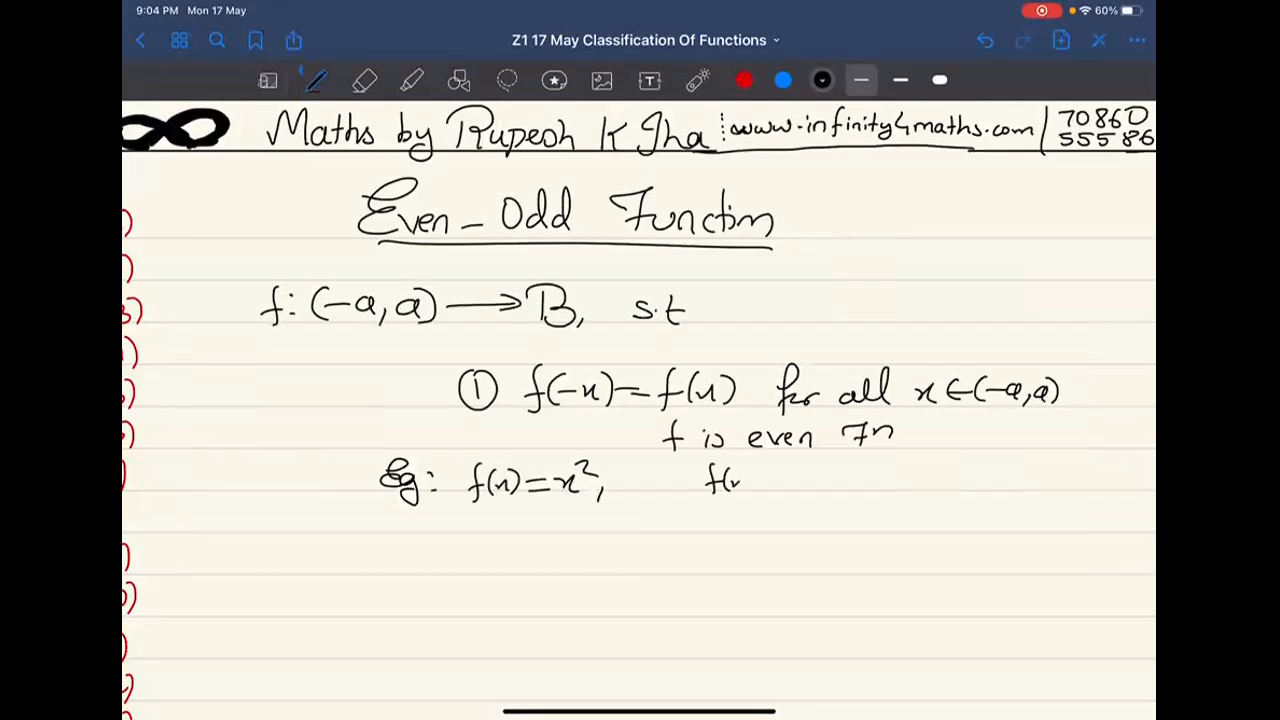 9:04 PM Mon 17 May
60%
Z1 17 May Classification Of Functions
Maths by Rupesh K Jha www.infinity4maths.com 70860 55586
Even - Odd Function
f: (-a, a) → B, s.t
① f(-x) = f(x) for all x ∈ (-a, a)
f is even Fn
Eg: f(x) = x², f(x